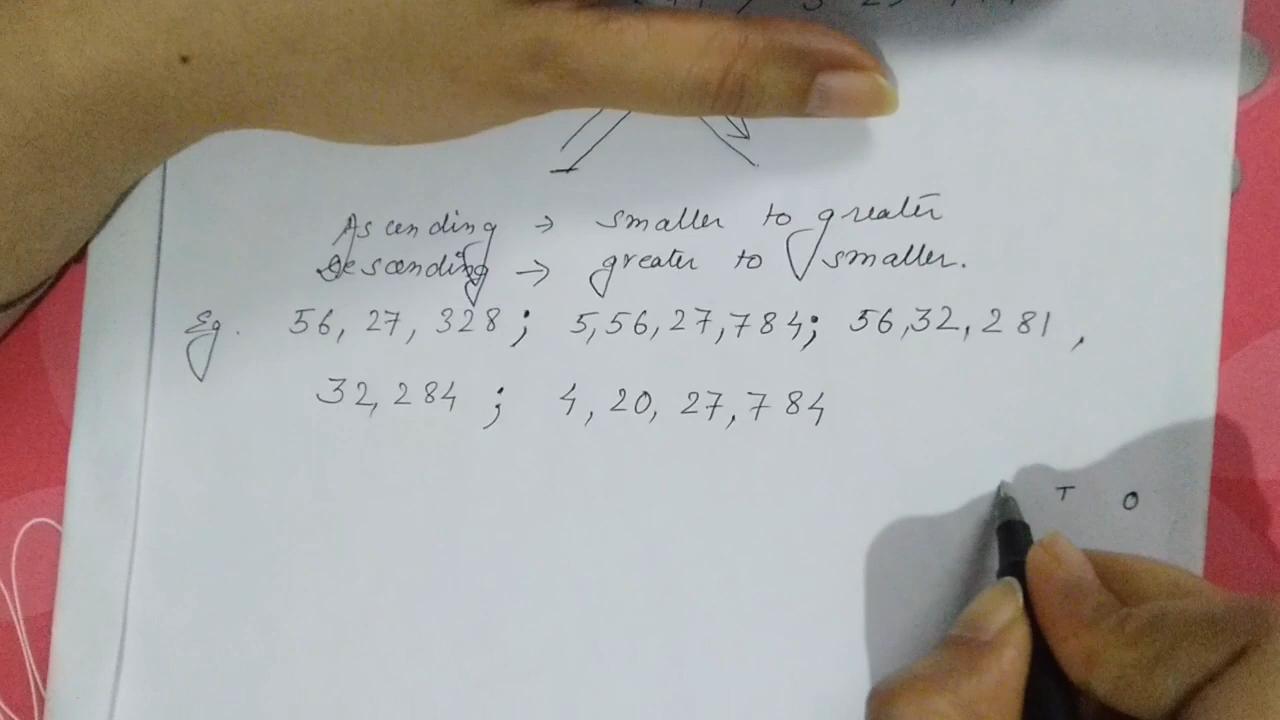 Ascending → smaller to greater
Descending → greater to smaller.
Eg. 56, 27, 328 ; 5,56,27,784; 56,32,281,
32,284 ; 4,20,27,784
T O